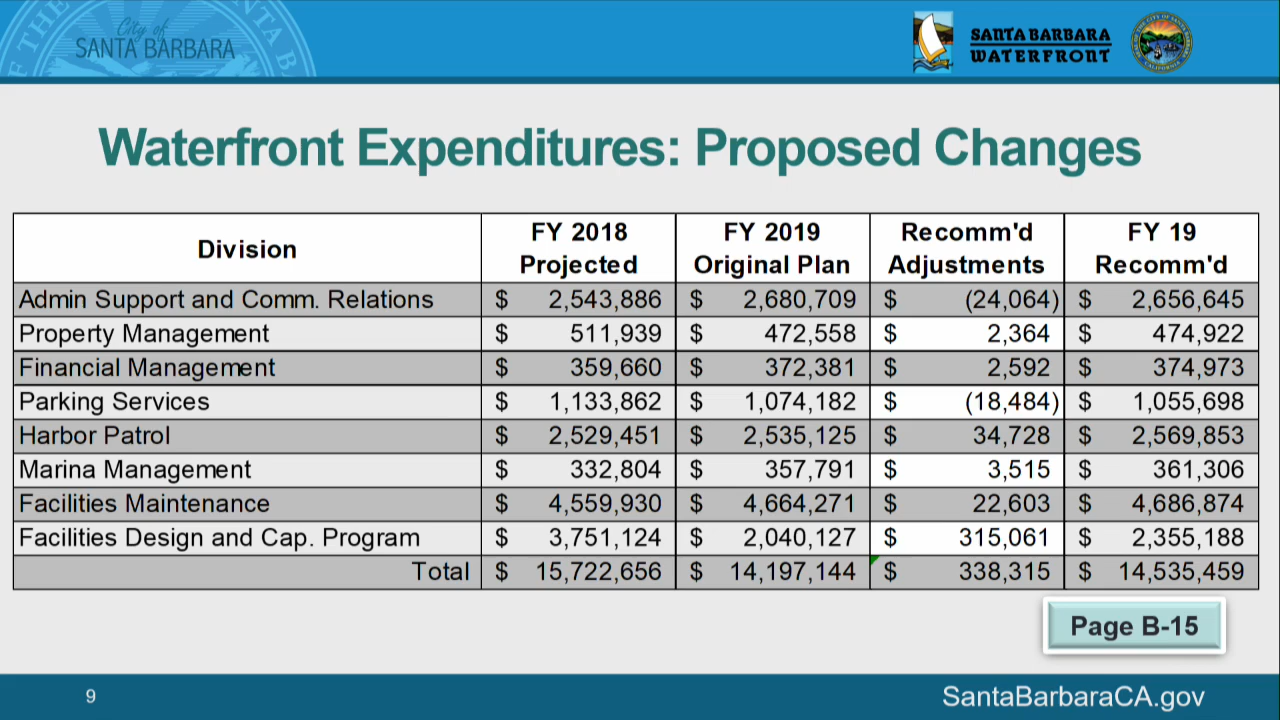 City of
SANTA BARBARA
SANTA BARBARA
WATERFRONT
Waterfront Expenditures: Proposed Changes
Division FY 2018 Projected FY 2019 Original Plan Recomm'd Adjustments FY 19 Recomm'd
Admin Support and Comm. Relations $ 2,543,886 $ 2,680,709 $ (24,064) $ 2,656,645
Property Management $ 511,939 $ 472,558 $ 2,364 $ 474,922
Financial Management $ 359,660 $ 372,381 $ 2,592 $ 374,973
Parking Services $ 1,133,862 $ 1,074,182 $ (18,484) $ 1,055,698
Harbor Patrol $ 2,529,451 $ 2,535,125 $ 34,728 $ 2,569,853
Marina Management $ 332,804 $ 357,791 $ 3,515 $ 361,306
Facilities Maintenance $ 4,559,930 $ 4,664,271 $ 22,603 $ 4,686,874
Facilities Design and Cap. Program $ 3,751,124 $ 2,040,127 $ 315,061 $ 2,355,188
Total $ 15,722,656 $ 14,197,144 $ 338,315 $ 14,535,459
Page B-15
9
SantaBarbaraCA.gov